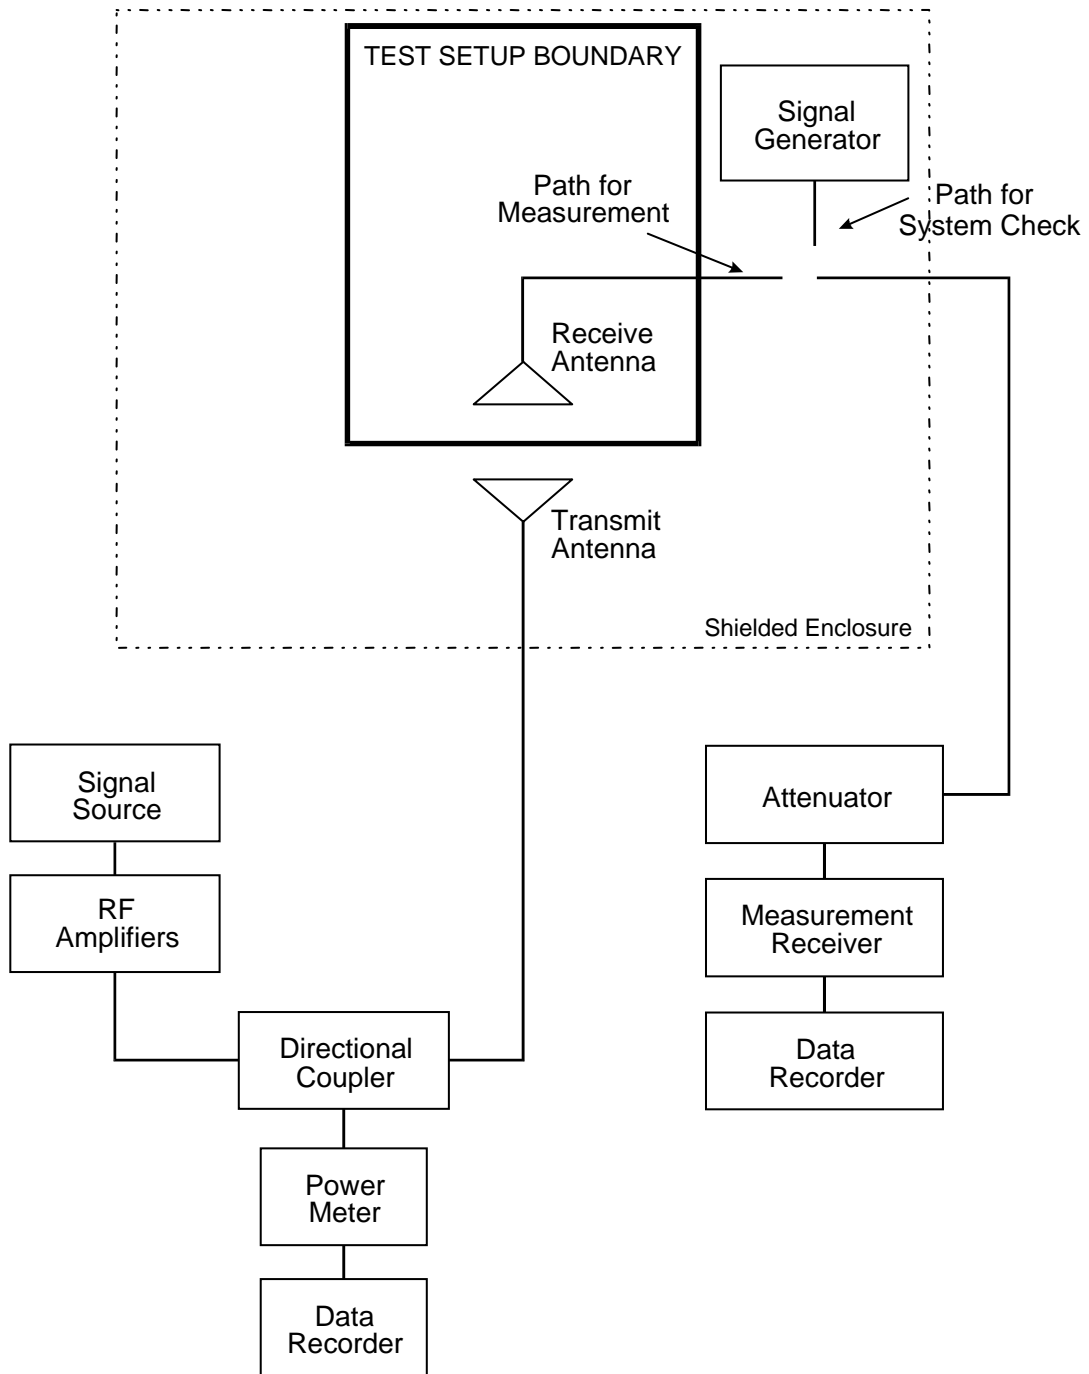 TEST SETUP BOUNDARY
Signal
Generator
Path for
Measurement
Path for
System Check
Receive
Antenna
Transmit
Antenna
Shielded Enclosure
Signal
Source
RF
Amplifiers
Directional
Coupler
Power
Meter
Data
Recorder
Attenuator
Measurement
Receiver
Data
Recorder